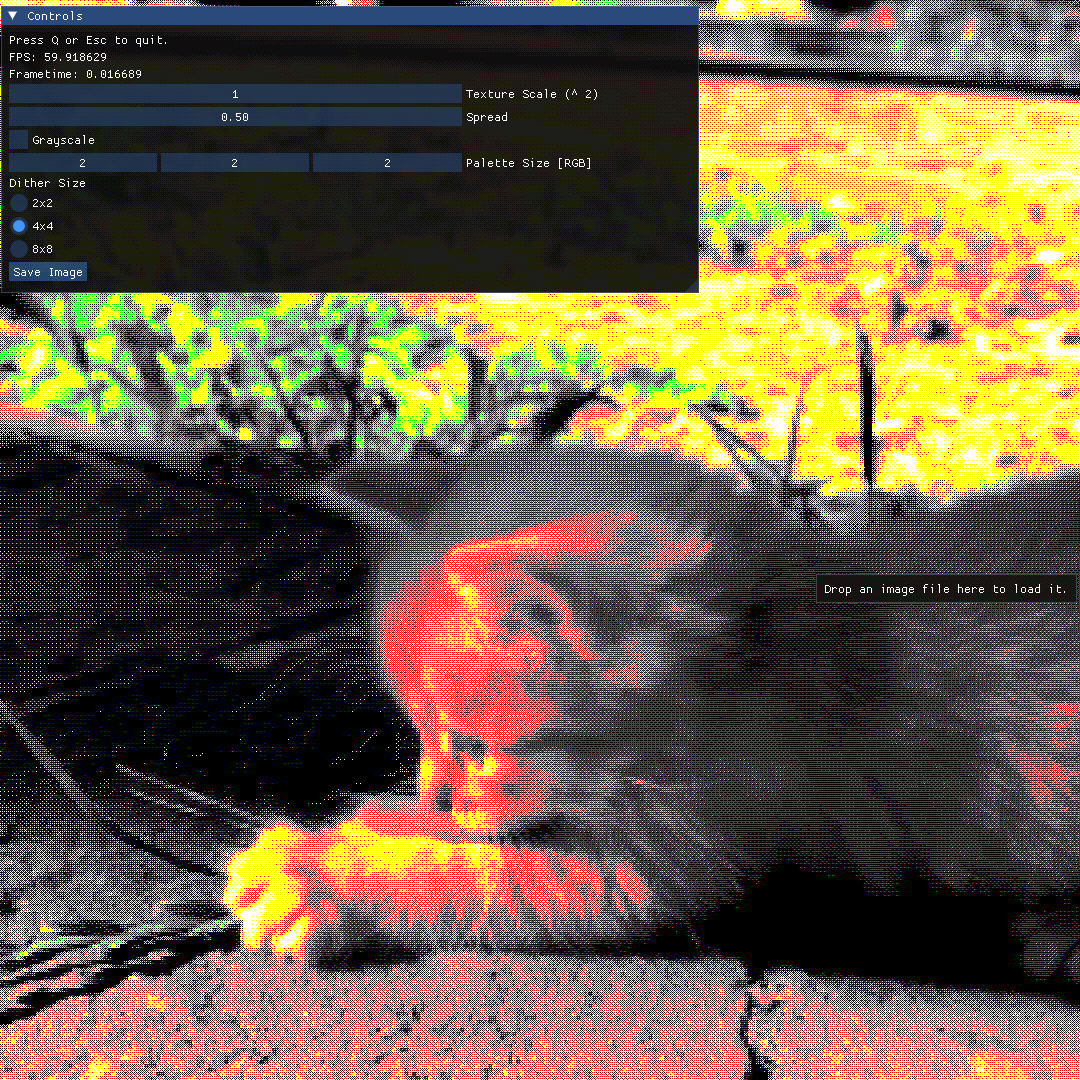 Controls
Press Q or Esc to quit.
FPS: 59.918629
Frametime: 0.016689
1 Texture Scale (^ 2)
0.50 Spread
Grayscale
2 2 2 Palette Size [RGB]
Dither Size
2x2
4x4
8x8
Save Image
Drop an image file here to load it.